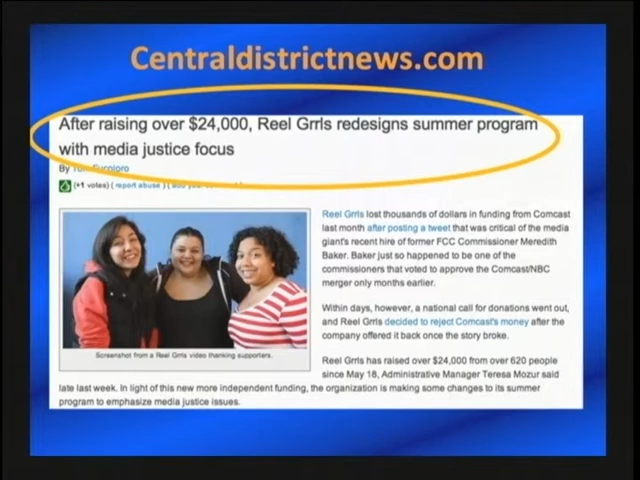 Centraldistrictnews.com
After raising over $24,000, Reel Grrls redesigns summer program
with media justice focus
By Tom Fucoloro
(+1 votes) ( report abuse ) (
Reel Grrls lost thousands of dollars in funding from Comcast
last month after posting a tweet that was critical of the media
giant's recent hire of former FCC Commissioner Meredith
Baker. Baker just so happened to be one of the
commissioners that voted to approve the Comcast/NBC
merger only months earlier.
Within days, however, a national call for donations went out,
and Reel Grrls decided to reject Comcast's money after the
company offered it back once the story broke.
Screenshot from a Reel Grrls video thanking supporters.
Reel Grrls has raised over $24,000 from over 620 people
since May 18, Administrative Manager Teresa Mozur said
late last week. In light of this new more independent funding, the organization is making some changes to its summer
program to emphasize media justice issues.